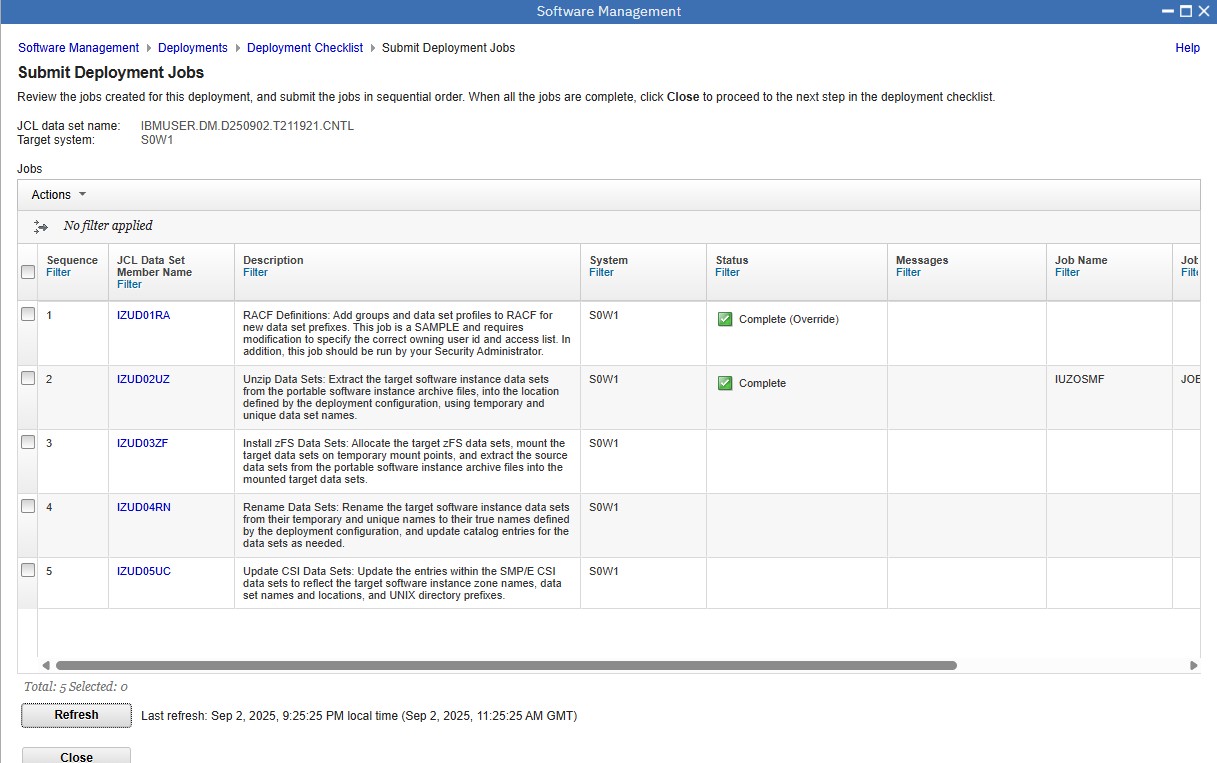 Software Management
Software Management Deployments Deployment Checklist Submit Deployment Jobs Help
Submit Deployment Jobs
Review the jobs created for this deployment, and submit the jobs in sequential order. When all the jobs are complete, click Close to proceed to the next step in the deployment checklist.
JCL data set name: IBMUSER.DM.D250902.T211921.CNTL
Target system: S0W1
Jobs
Actions
No filter applied
Sequence
Filter
JCL Data Set
Member Name
Filter
Description
Filter
System
Filter
Status
Filter
Messages
Filter
Job Name
Filter
1
IZUD01RA
RACF Definitions: Add groups and data set profiles to RACF for
new data set prefixes. This job is a SAMPLE and requires
modification to specify the correct owning user id and access list. In
addition, this job should be run by your Security Administrator.
S0W1
Complete (Override)
2
IZUD02UZ
Unzip Data Sets: Extract the target software instance data sets
from the portable software instance archive files, into the location
defined by the deployment configuration, using temporary and
unique data set names.
S0W1
Complete
IUZOSMF
3
IZUD03ZF
Install zFS Data Sets: Allocate the target zFS data sets, mount the
target data sets on temporary mount points, and extract the source
data sets from the portable software instance archive files into the
mounted target data sets.
S0W1
4
IZUD04RN
Rename Data Sets: Rename the target software instance data sets
from their temporary and unique names to their true names defined
by the deployment configuration, and update catalog entries for the
data sets as needed.
S0W1
5
IZUD05UC
Update CSI Data Sets: Update the entries within the SMP/E CSI
data sets to reflect the target software instance zone names, data
set names and locations, and UNIX directory prefixes.
S0W1
Total: 5 Selected: 0
Refresh
Last refresh: Sep 2, 2025, 9:25:25 PM local time (Sep 2, 2025, 11:25:25 AM GMT)
Close